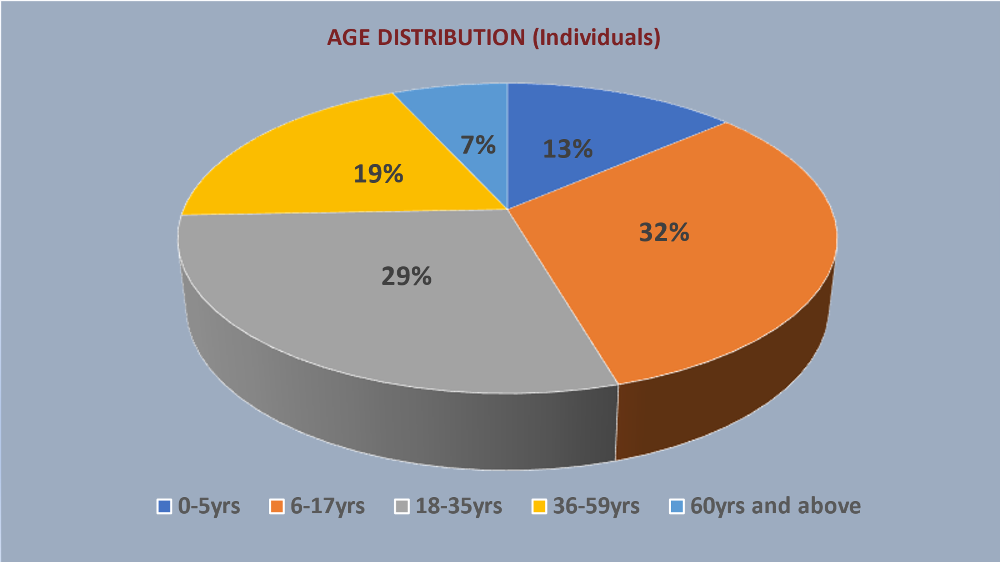 AGE DISTRIBUTION (Individuals)
7%
13%
19%
32%
29%
0-5yrs 6-17yrs 18-35yrs 36-59yrs 60yrs and above